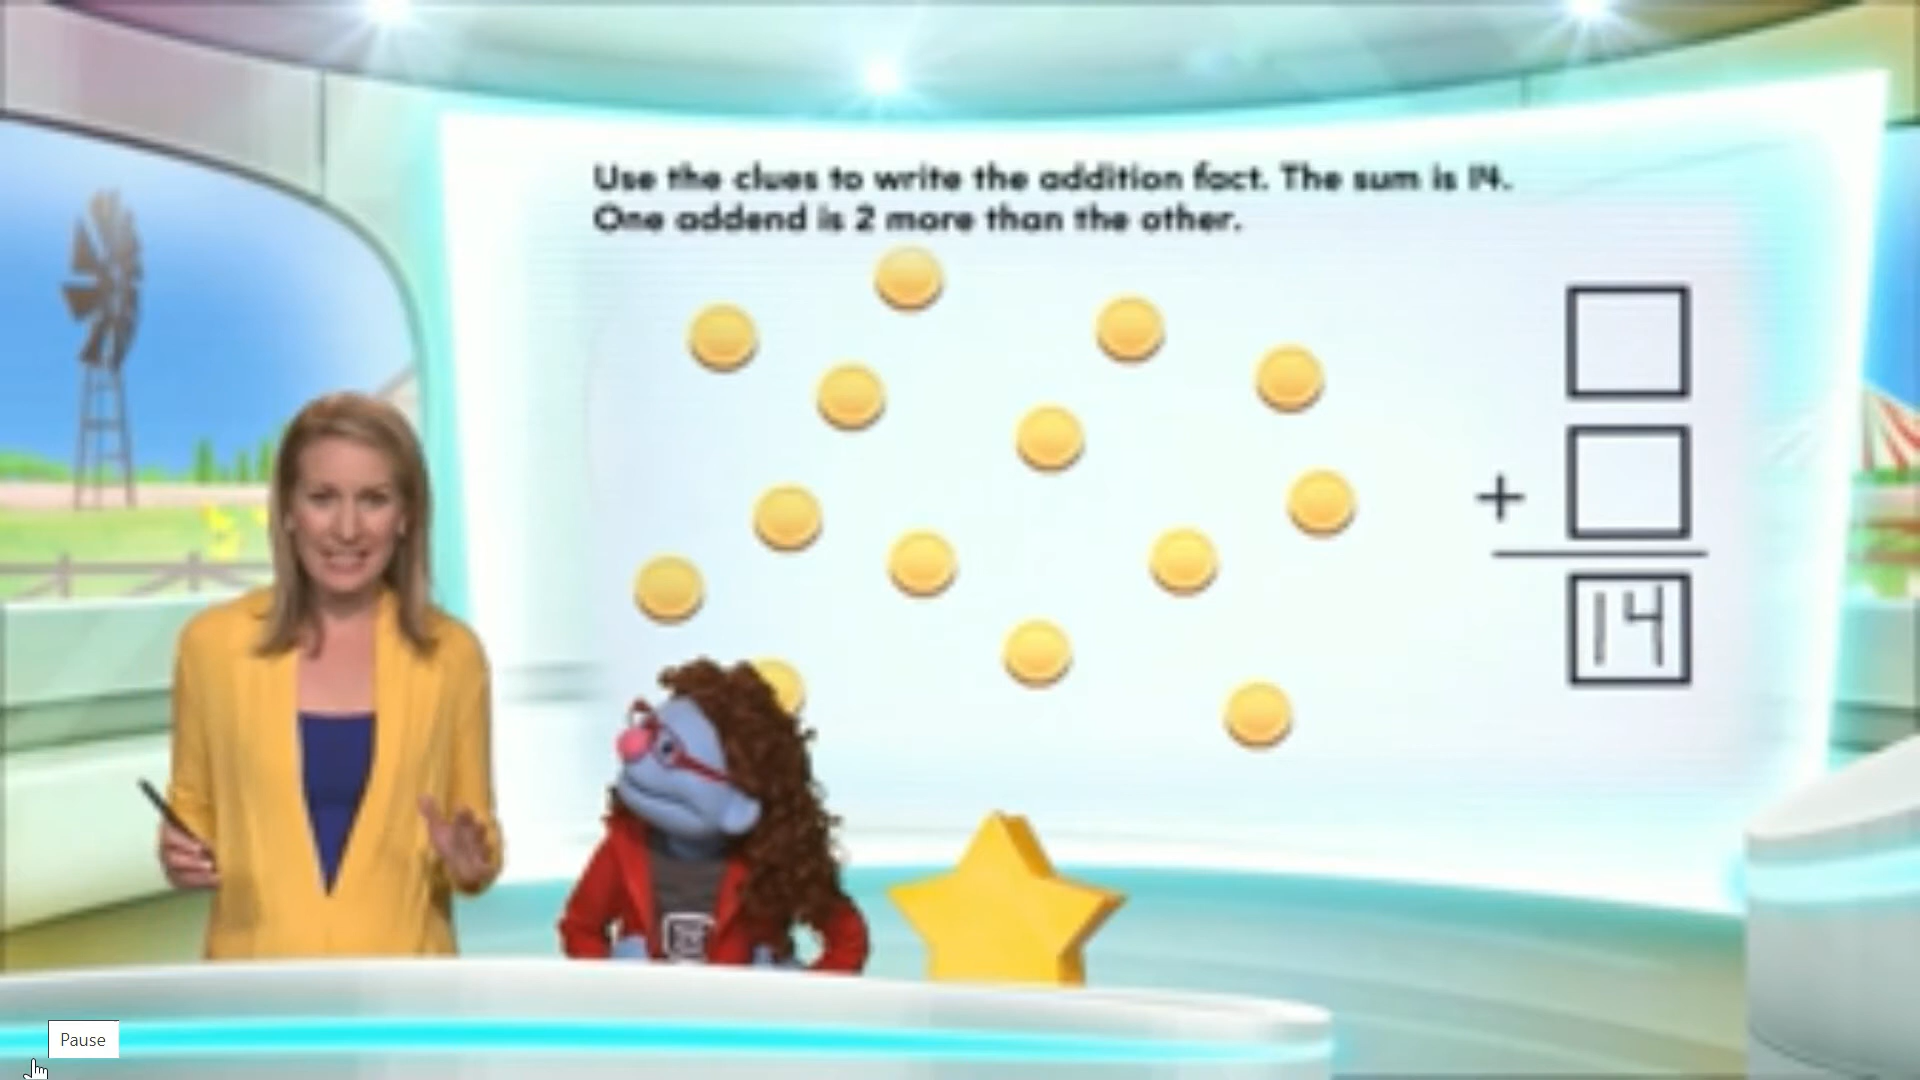 Use the clues to write the addition fact. The sum is 14.
One addend is 2 more than the other.
+
14
Pause